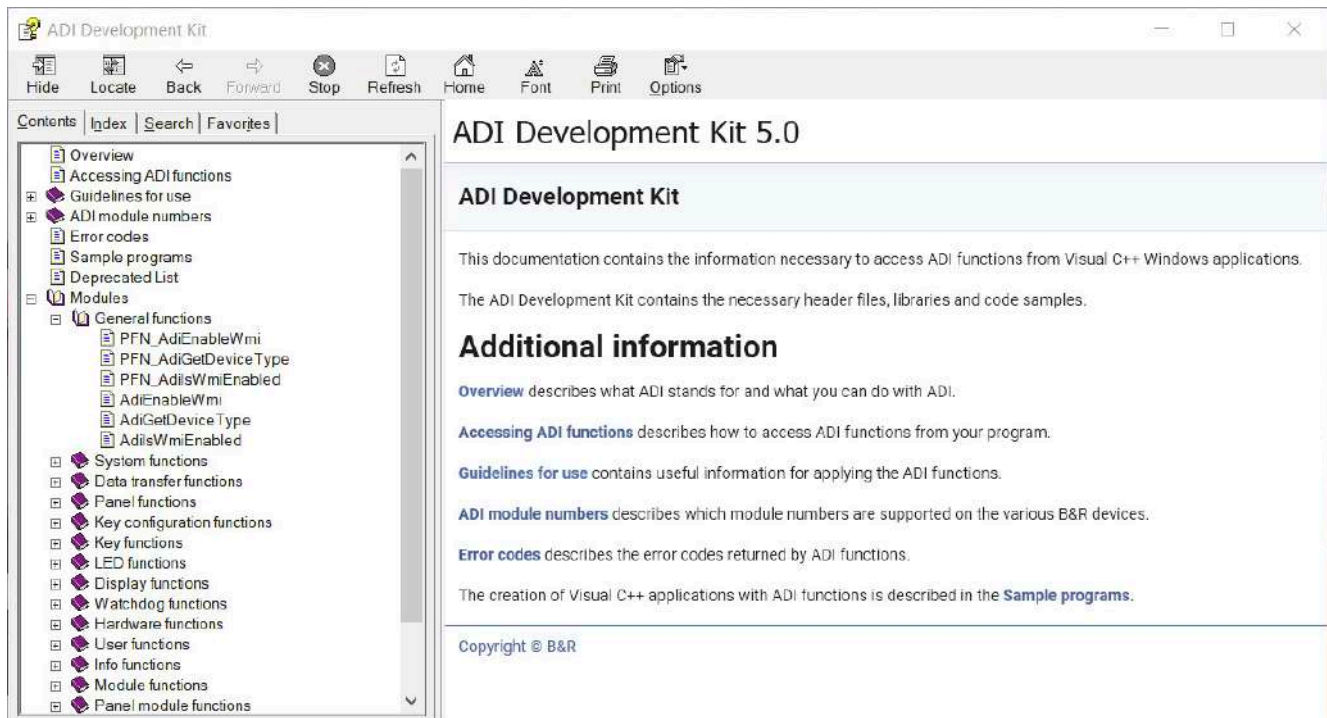 ADI Development Kit
Hide Locate Back Forward Stop Refresh Home Font Print Options
Contents Index Search Favorites
Overview
Accessing ADI functions
Guidelines for use
ADI module numbers
Error codes
Sample programs
Deprecated List
Modules
General functions
PFN_AdiEnableWmi
PFN_AdiGetDeviceType
PFN_AdiIsWmiEnabled
AdiEnableWmi
AdiGetDeviceType
AdiIsWmiEnabled
System functions
Data transfer functions
Panel functions
Key configuration functions
Key functions
LED functions
Display functions
Watchdog functions
Hardware functions
User functions
Info functions
Module functions
Panel module functions
ADI Development Kit 5.0
ADI Development Kit
This documentation contains the information necessary to access ADI functions from Visual C++ Windows applications.
The ADI Development Kit contains the necessary header files, libraries and code samples.
Additional information
Overview describes what ADI stands for and what you can do with ADI.
Accessing ADI functions describes how to access ADI functions from your program.
Guidelines for use contains useful information for applying the ADI functions.
ADI module numbers describes which module numbers are supported on the various B&R devices.
Error codes describes the error codes returned by ADI functions.
The creation of Visual C++ applications with ADI functions is described in the Sample programs.
Copyright © B&R